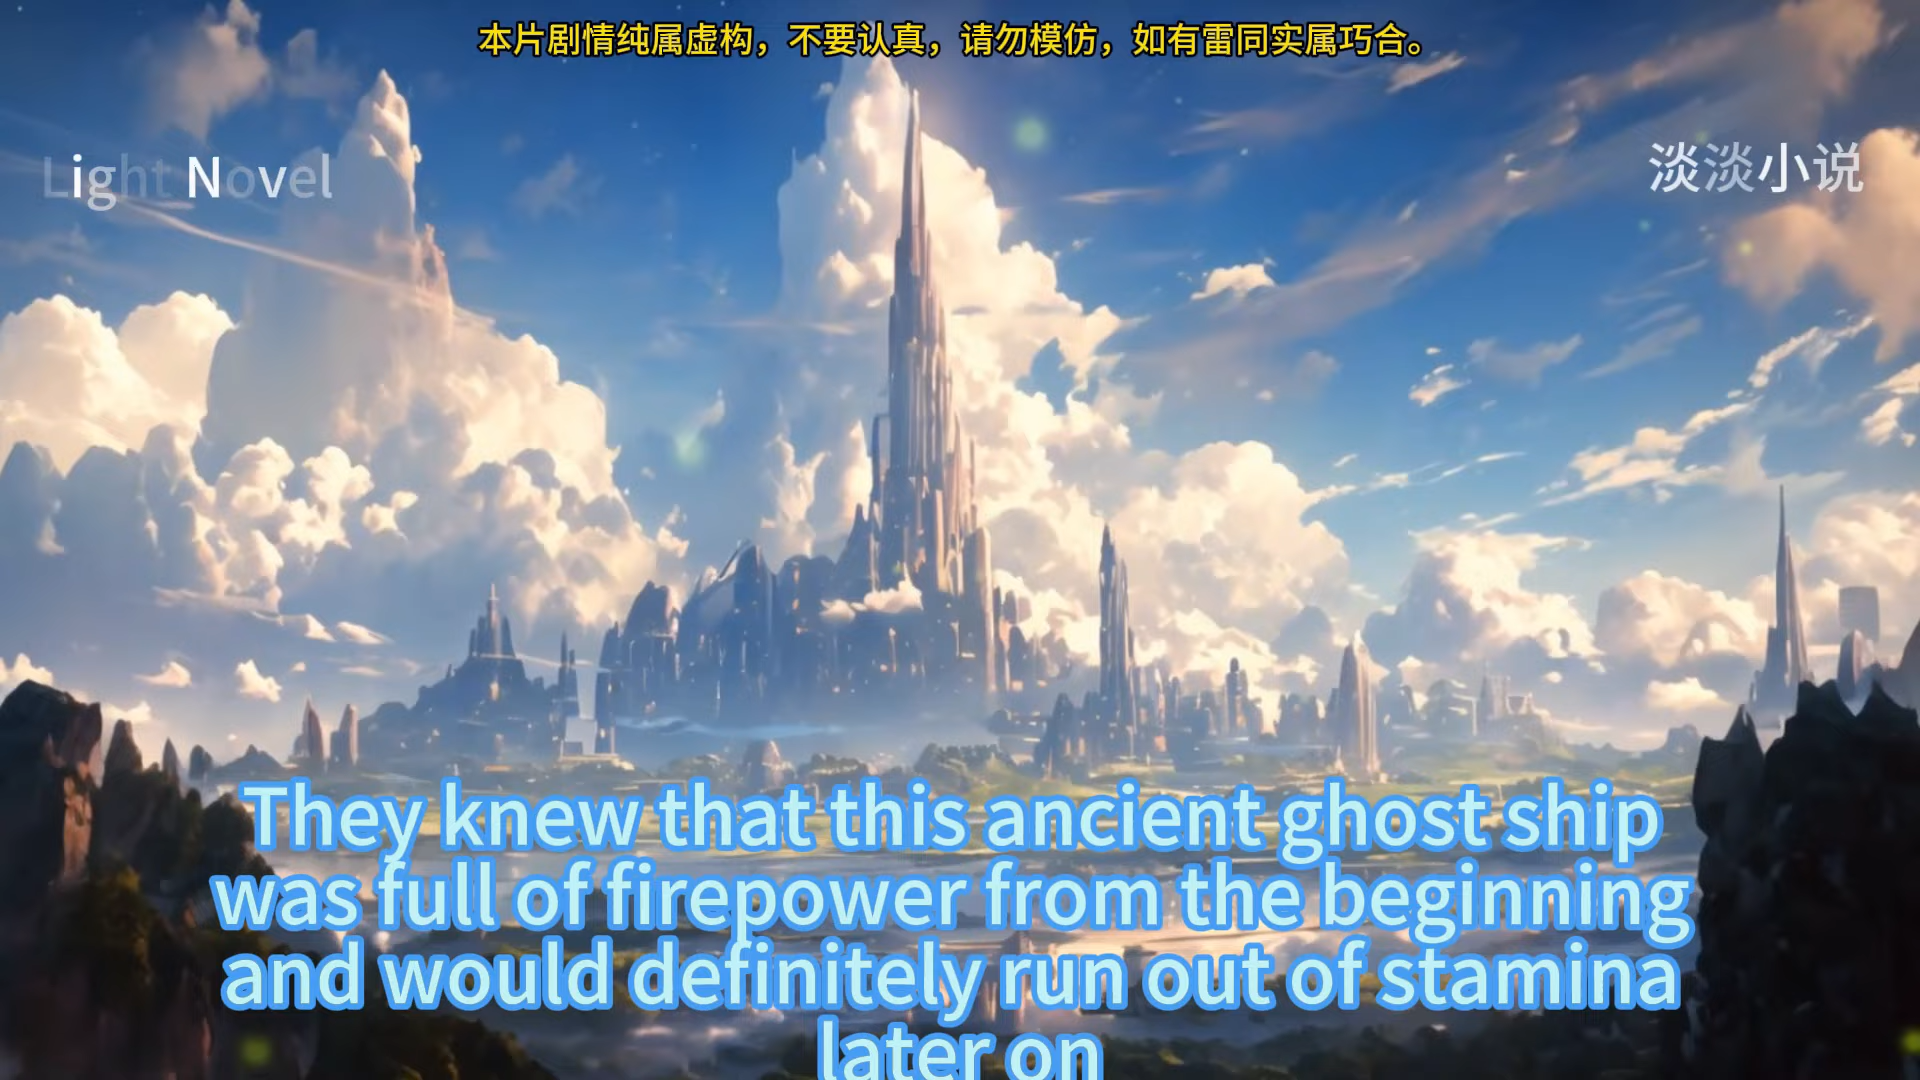 本片剧情纯属虚构，不要认真，请勿模仿，如有雷同实属巧合。
Light Novel
淡淡小说
They knew that this ancient ghost ship
was full of firepower from the beginning
and would definitely run out of stamina
later on